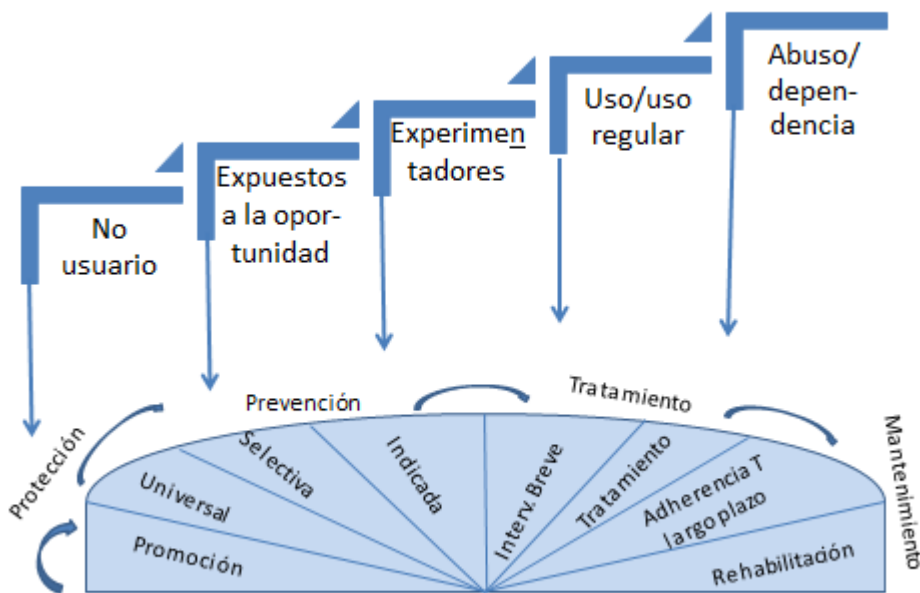 No
usuario
Expuestos
a la opor-
tunidad
Experimen
tadores
Uso/uso
regular
Abuso/
depen-
dencia
Protección
Prevención
Tratamiento
Mantenimiento
Promoción
Universal
Selectiva
Indicada
Interv. Breve
Tratamiento
Adherencia T
largo plazo
Rehabilitación